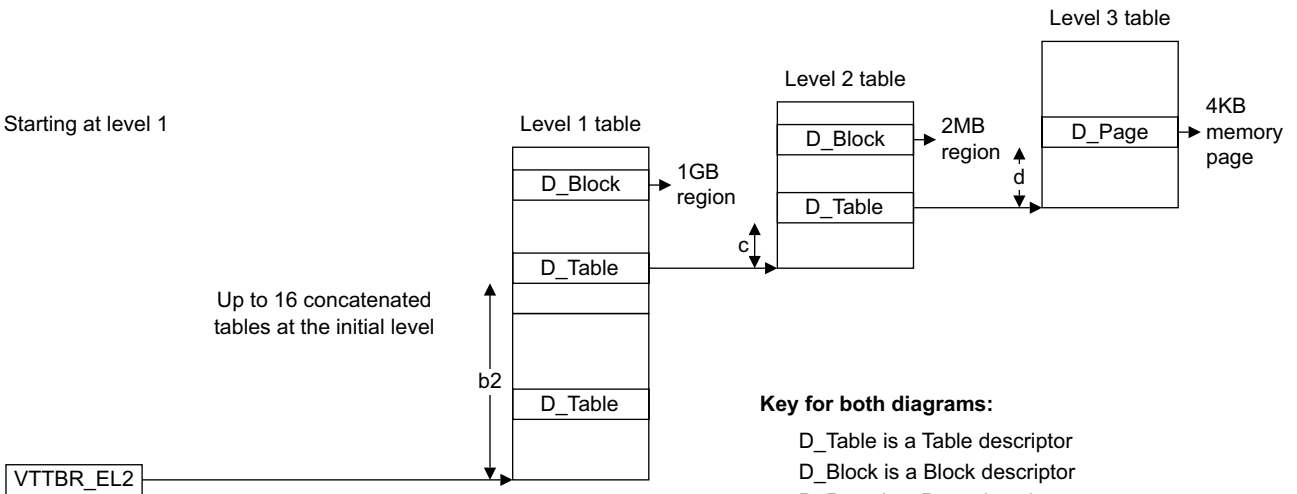 Level 3 table
Level 2 table
Starting at level 1
Level 1 table
D_Block
1GB
region
D_Block
2MB
region
D_Page
4KB
memory
page
d
D_Table
c
D_Table
Up to 16 concatenated
tables at the initial level
b2
D_Table
VTTBR_EL2
Key for both diagrams:
D_Table is a Table descriptor
D_Block is a Block descriptor